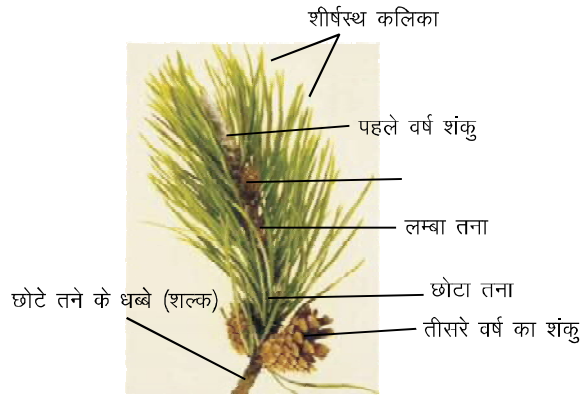 शीर्षस्थ कलिका
पहले वर्ष शंकु
लम्बा तना
छोटे तने के धब्बे (शल्क)
छोटा तना
तीसरे वर्ष का शंकु